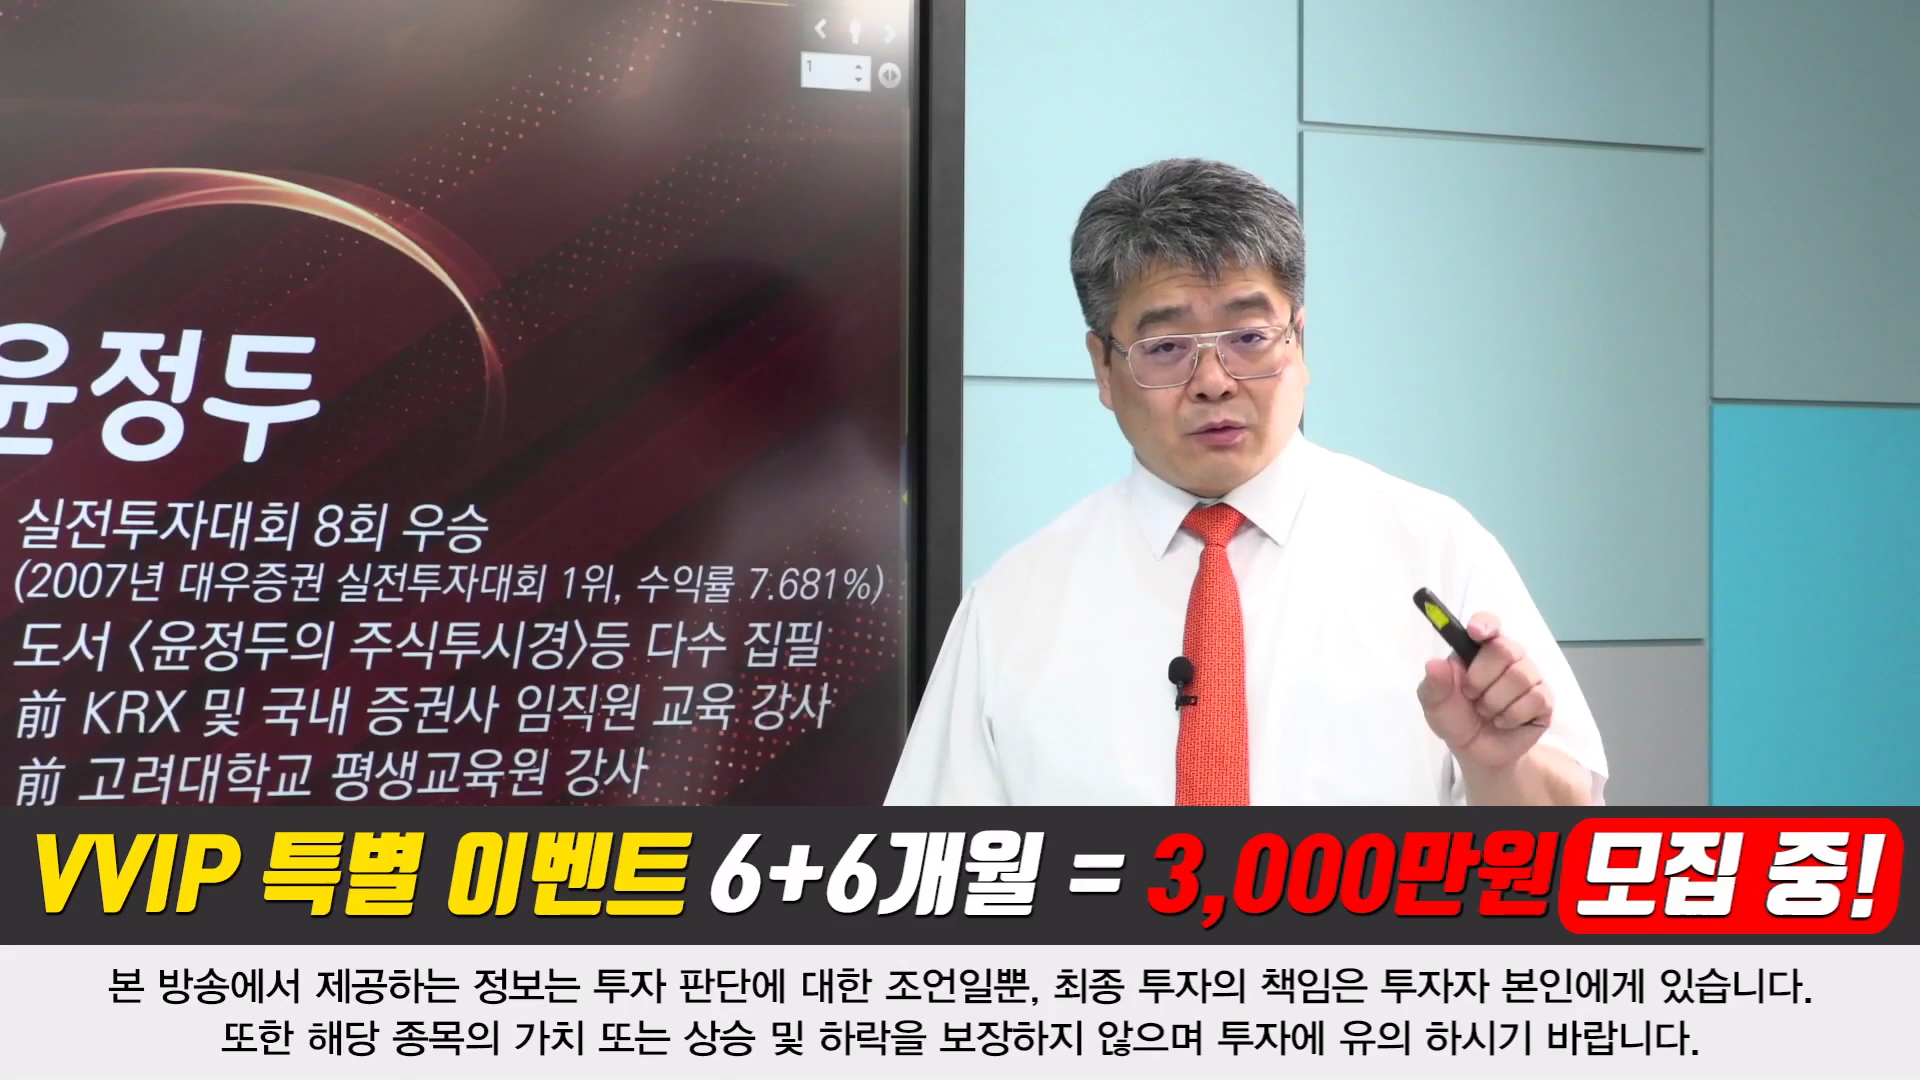 1
윤정두
실전투자대회 8회 우승
(2007년 대우증권 실전투자대회 1위, 수익률 7.681%)
도서 〈윤정두의 주식투시경〉등 다수 집필
前 KRX 및 국내 증권사 임직원 교육 강사
前 고려대학교 평생교육원 강사
VVIP 특별 이벤트 6+6개월 = 3,000만원 모집 중!
본 방송에서 제공하는 정보는 투자 판단에 대한 조언일뿐, 최종 투자의 책임은 투자자 본인에게 있습니다.
또한 해당 종목의 가치 또는 상승 및 하락을 보장하지 않으며 투자에 유의 하시기 바랍니다.